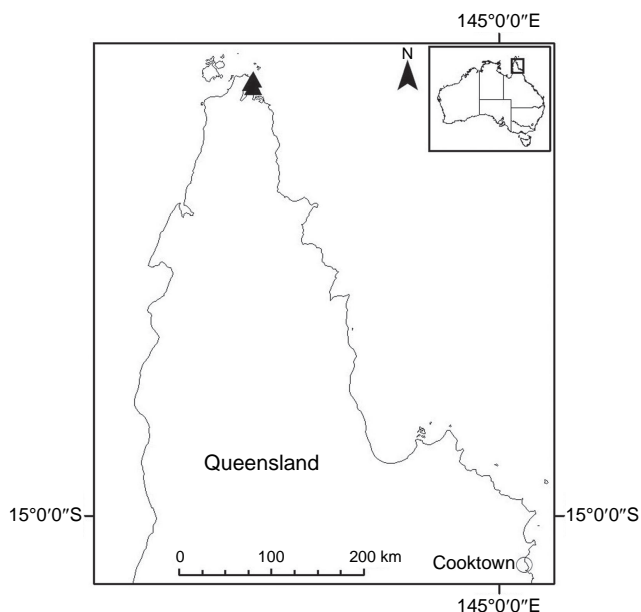 145°0′0″E
N
Queensland
15°0′0″S
15°0′0″S
0 100 200 km
Cooktown
145°0′0″E